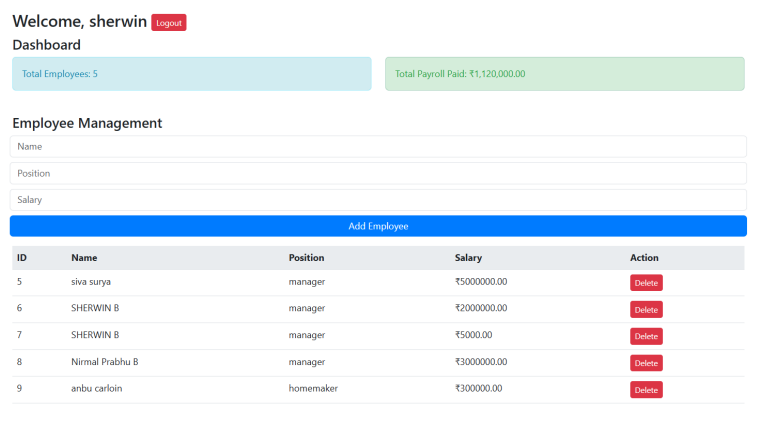 Welcome, sherwin Logout
Dashboard
Total Employees: 5 Total Payroll Paid: ₹1,120,000.00
Employee Management
Name
Position
Salary
Add Employee
ID Name Position Salary Action
5 siva surya manager ₹5000000.00 Delete
6 SHERWIN B manager ₹2000000.00 Delete
7 SHERWIN B manager ₹5000.00 Delete
8 Nirmal Prabhu B manager ₹3000000.00 Delete
9 anbu carloin homemaker ₹300000.00 Delete